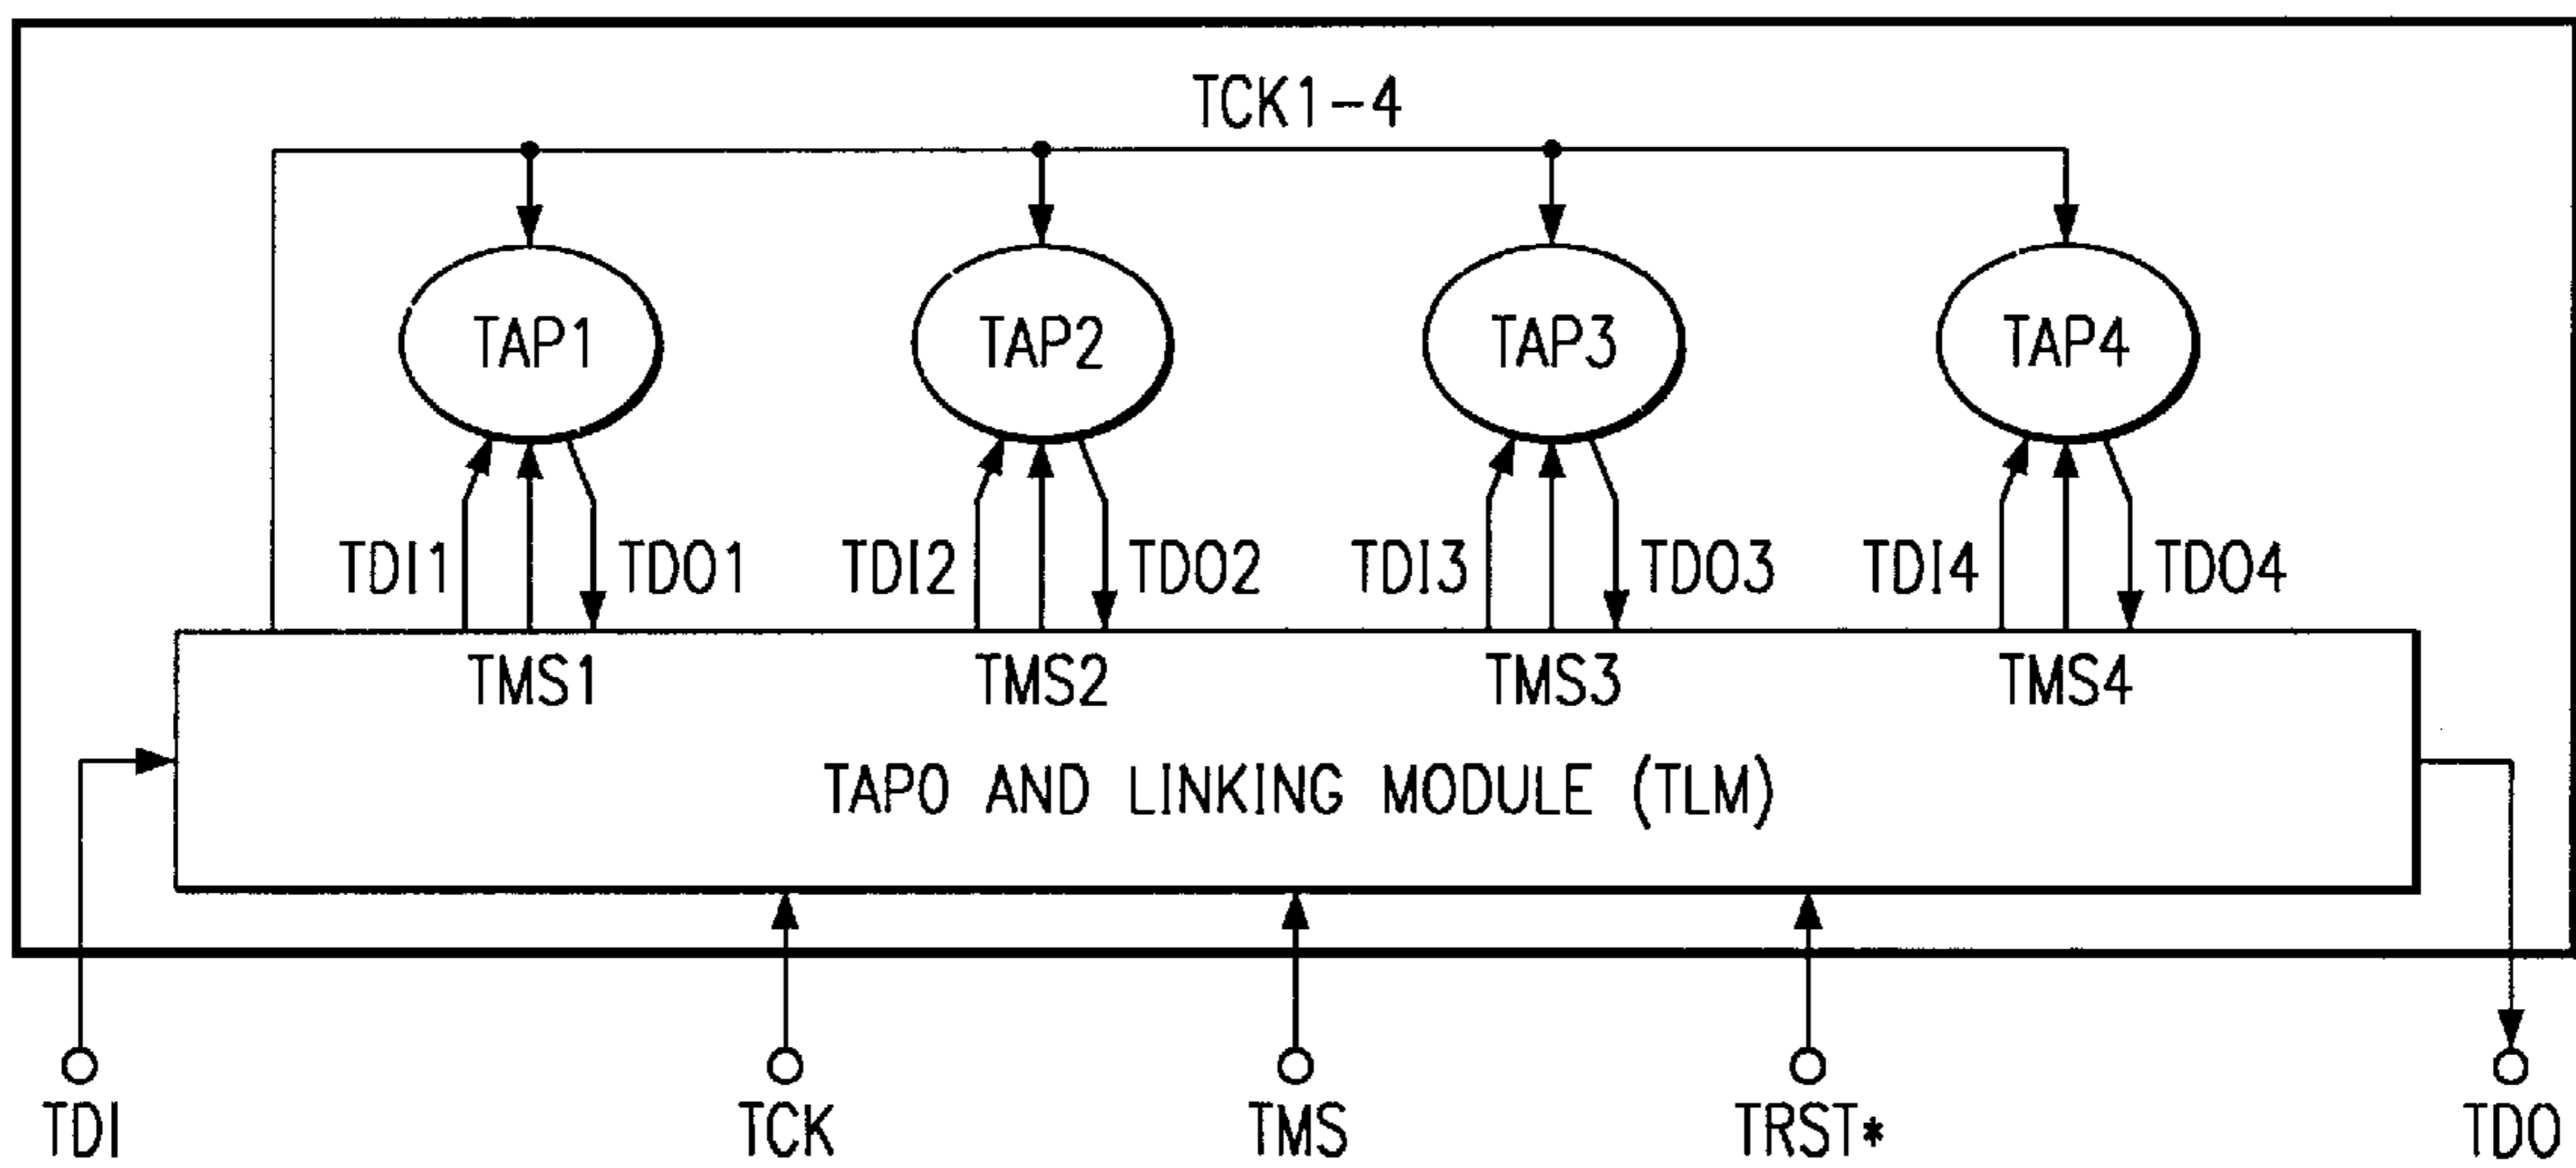 TCK1-4
TAP1 TAP2 TAP3 TAP4
TDI1 TDO1 TDI2 TDO2 TDI3 TDO3 TDI4 TDO4
TMS1 TMS2 TMS3 TMS4
TAP0 AND LINKING MODULE (TLM)
TDI TCK TMS TRST* TDO